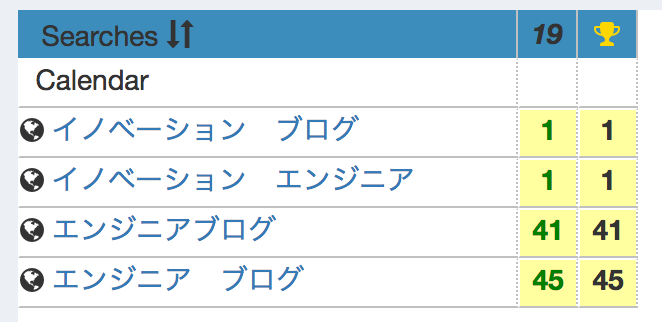 Searches 19
Calendar
イノベーション　ブログ 1 1
イノベーション　エンジニア 1 1
エンジニアブログ 41 41
エンジニア　ブログ 45 45